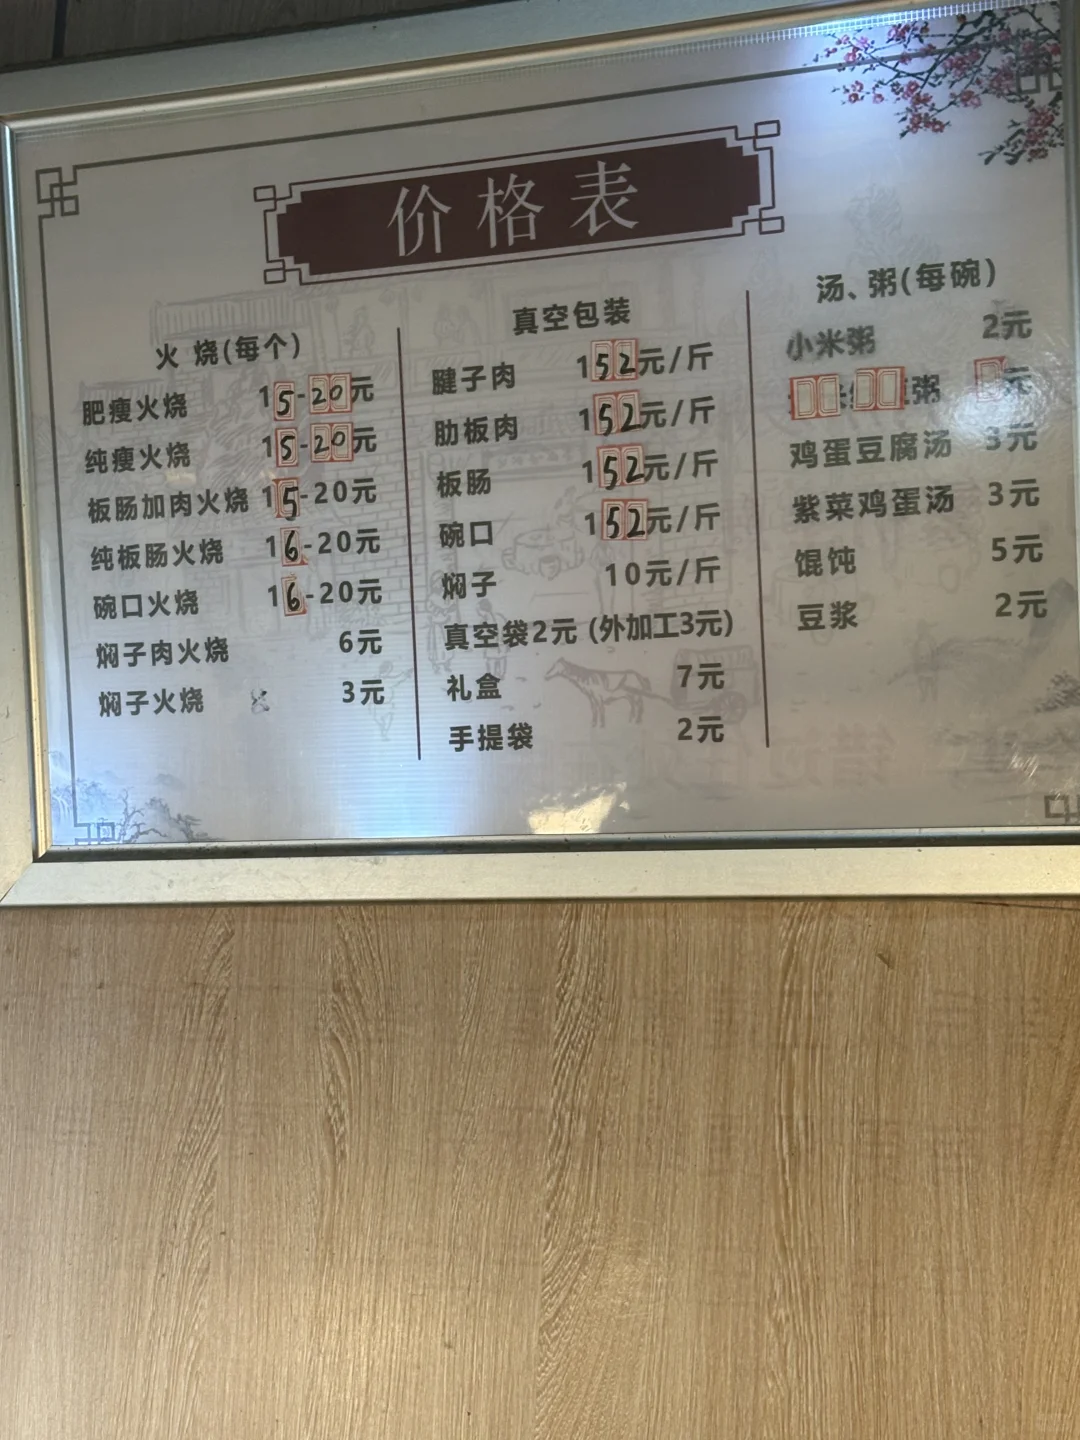 价格表
火 烧(每个)
肥瘦火烧 15-20元
纯瘦火烧 15-20元
板肠加肉火烧 15-20元
纯板肠火烧 16-20元
碗口火烧 16-20元
焖子肉火烧 6元
焖子火烧 3元
真空包装
腱子肉 152元/斤
肋板肉 152元/斤
板肠 152元/斤
碗口 152元/斤
焖子 10元/斤
真空袋2元 (外加工3元)
礼盒 7元
手提袋 2元
汤、粥(每碗)
小米粥 2元
粥 元
鸡蛋豆腐汤 3元
紫菜鸡蛋汤 3元
馄饨 5元
豆浆 2元